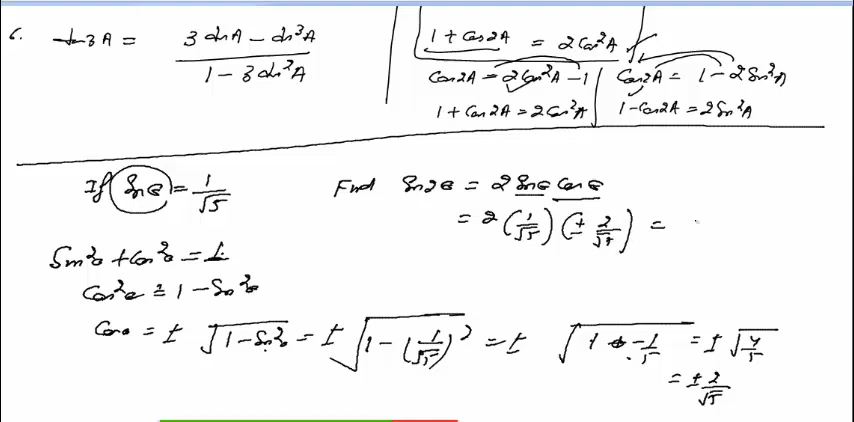 6. tan3A = (3 tanA − tan³A) / (1 − 3 tan²A)
1 + Cos2A = 2Cos²A
Cos2A = 2Cos²A − 1
1 + Cos2A = 2Cos²A
Cos2A = 1 − 2Sin²A
1 − Cos2A = 2Sin²A
If Sinθ = 1/√5 Find Sin2θ = 2 Sinθ Cosθ
= 2 (1/√5) (± 2/√5) =
Sin²θ + Cos²θ = 1
Cos²θ = 1 − Sin²θ
Cosθ = ± √(1 − Sin²θ) = ± √(1 − (1/√5)²) = ± √(1 − 1/5) = ± √(4/5)
= ± 2/√5